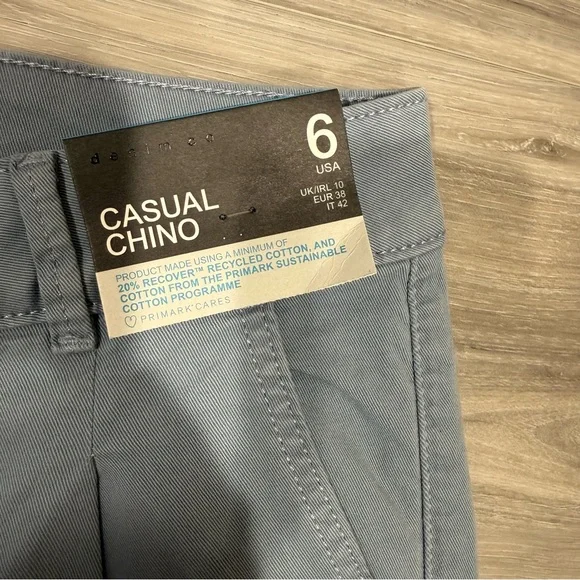 denim co
6
USA
UK/IRL 10
EUR 38
IT 42
CASUAL
CHINO
PRODUCT MADE USING A MINIMUM OF
20% RECOVER™ RECYCLED COTTON, AND
COTTON FROM THE PRIMARK SUSTAINABLE
COTTON PROGRAMME
PRIMARK®CARES